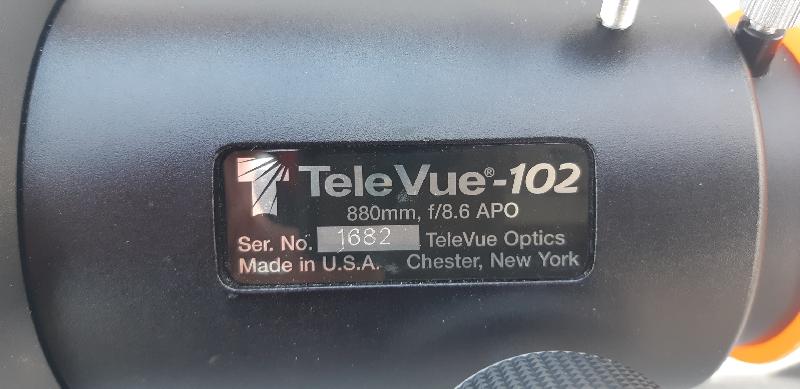 TeleVue®-102
880mm, f/8.6 APO
Ser. No. 1682 TeleVue Optics
Made in U.S.A. Chester, New York